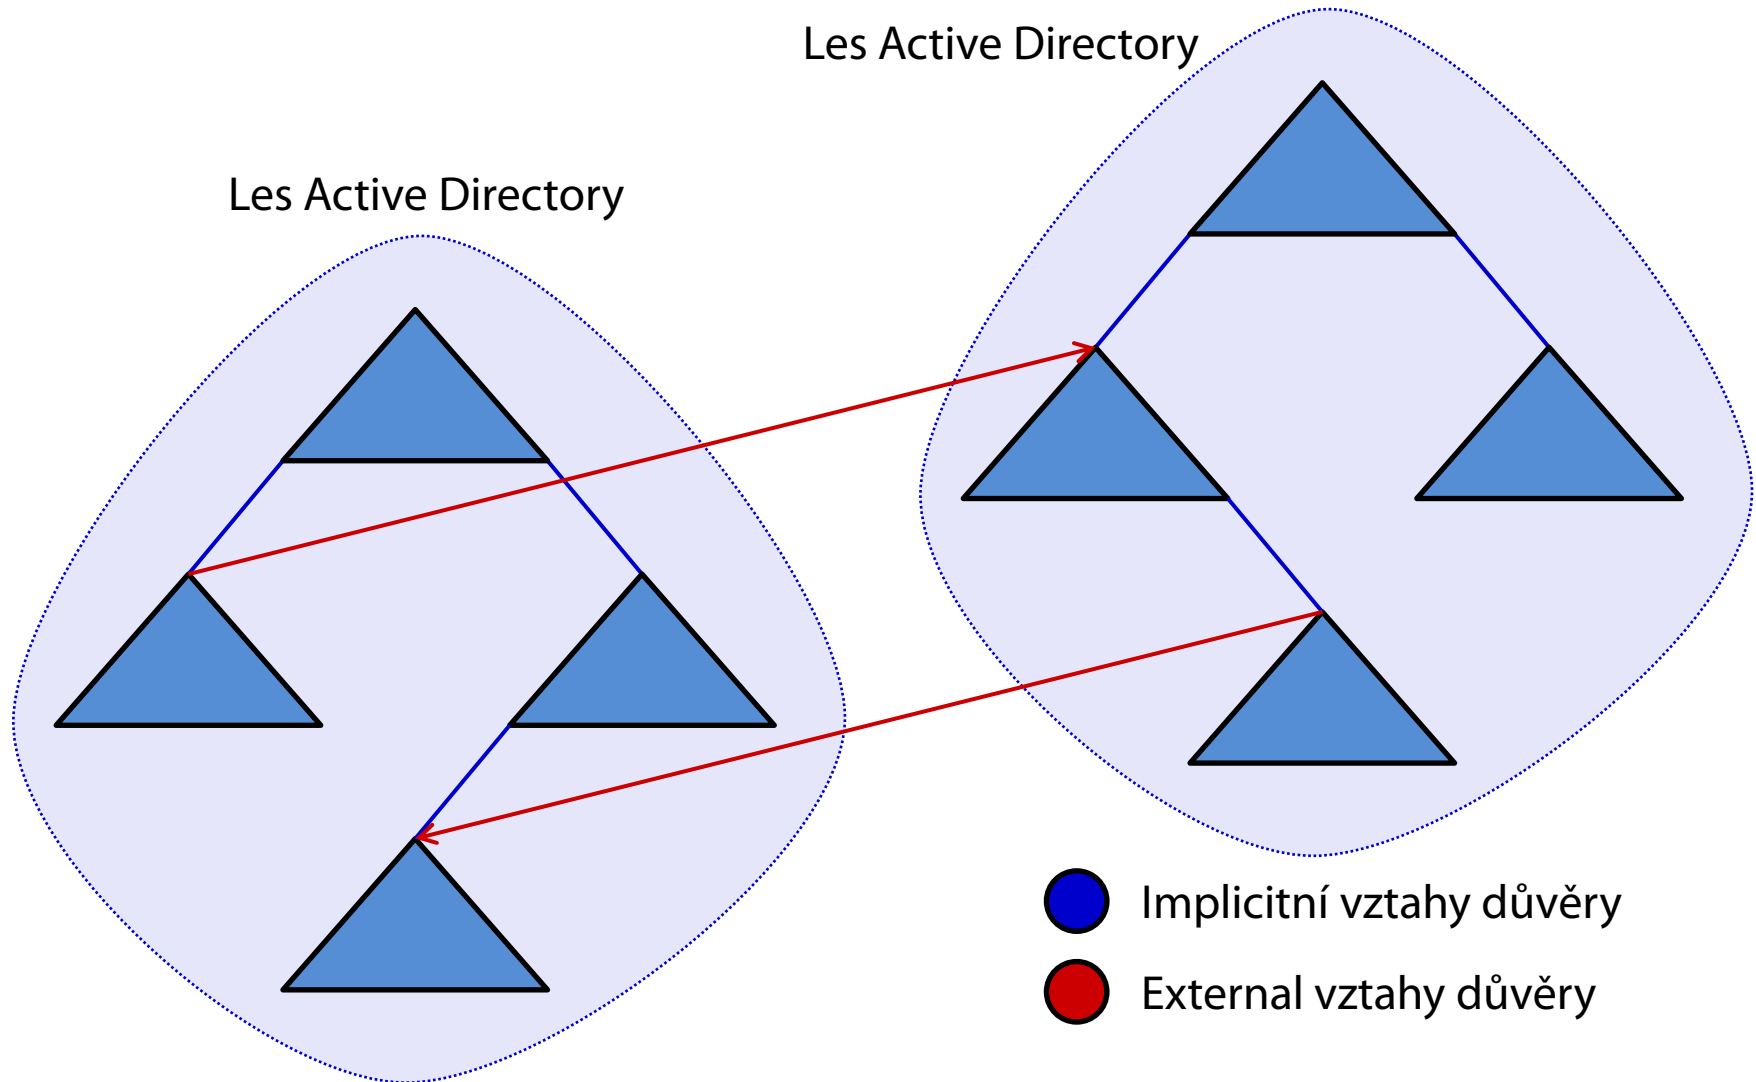 Les Active Directory
Les Active Directory
Implicitní vztahy důvěry
External vztahy důvěry